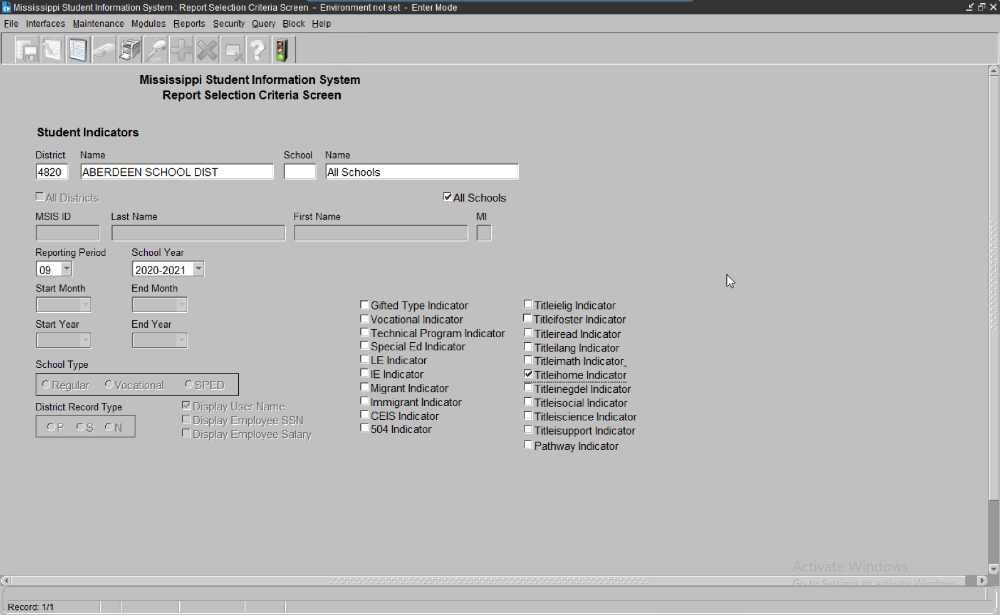 Mississippi Student Information System : Report Selection Criteria Screen - Environment not set - Enter Mode
File Interfaces Maintenance Modules Reports Security Query Block Help
Mississippi Student Information System
Report Selection Criteria Screen
Student Indicators
District Name School Name
4820 ABERDEEN SCHOOL DIST All Schools
All Districts All Schools
MSIS ID Last Name First Name MI
Reporting Period School Year
09 2020-2021
Start Month End Month
Start Year End Year
School Type
Regular Vocational SPED
District Record Type
P S N
Display User Name
Display Employee SSN
Display Employee Salary
Gifted Type Indicator
Vocational Indicator
Technical Program Indicator
Special Ed Indicator
LE Indicator
IE Indicator
Migrant Indicator
Immigrant Indicator
CEIS Indicator
504 Indicator
Titleielig Indicator
Titleifoster Indicator
Titleiread Indicator
Titleilang Indicator
Titleimath Indicator
Titleihome Indicator
Titleinegdel Indicator
Titleisocial Indicator
Titleiscience Indicator
Titleisupport Indicator
Pathway Indicator
Activate Windows
Go to Settings to activate Windows.
Record: 1/1